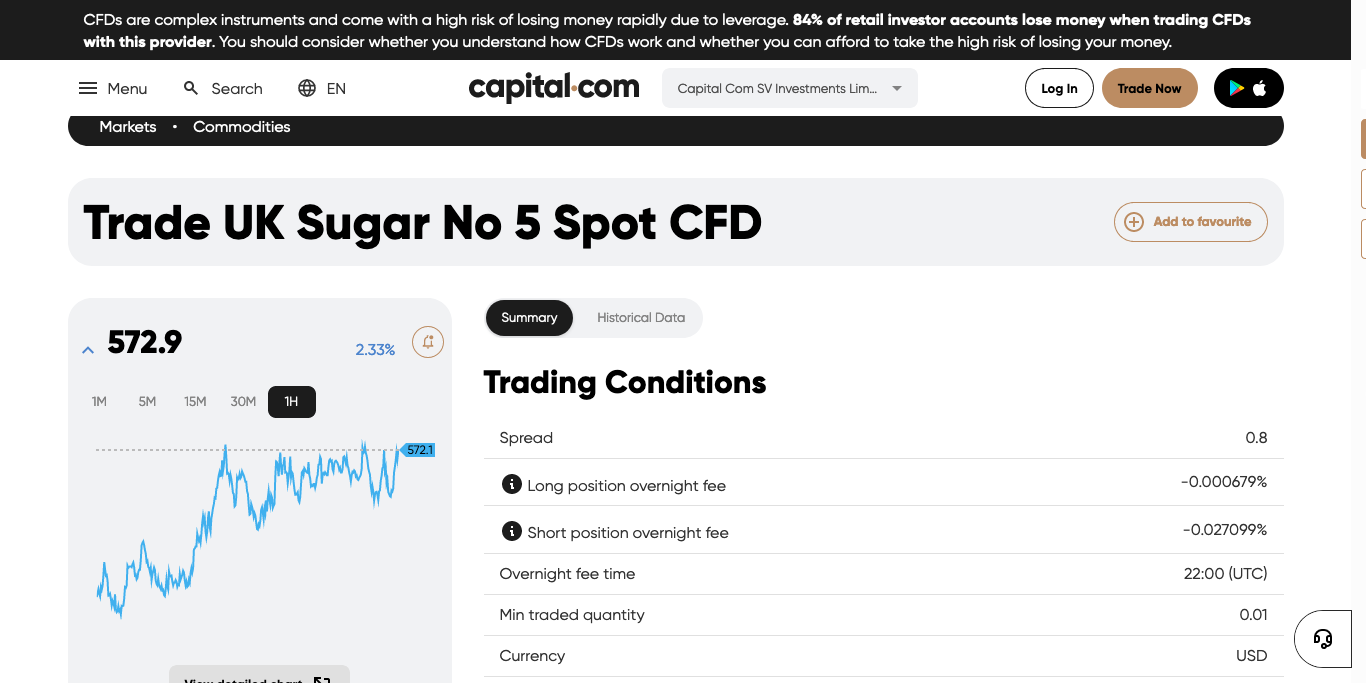 CFDs are complex instruments and come with a high risk of losing money rapidly due to leverage. 84% of retail investor accounts lose money when trading CFDs
with this provider. You should consider whether you understand how CFDs work and whether you can afford to take the high risk of losing your money.
Menu Search EN capital.com Capital Com SV Investments Lim... Log In Trade Now
Markets • Commodities
Trade UK Sugar No 5 Spot CFD Add to favourite
572.9 2.33%
1M 5M 15M 30M 1H
572.1
View detailed chart
Summary Historical Data
Trading Conditions
Spread 0.8
Long position overnight fee -0.000679%
Short position overnight fee -0.027099%
Overnight fee time 22:00 (UTC)
Min traded quantity 0.01
Currency USD